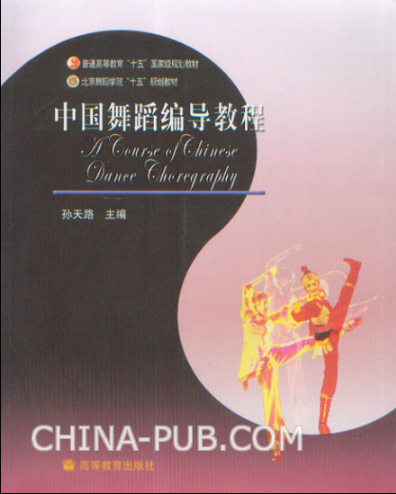 普通高等教育“十五”国家级规划教材
北京舞蹈学院“十五”规划教材
中国舞蹈编导教程
A Course of Chinese
Dance Choregraphy
孙天路 主编
CHINA-PUB.COM
高等教育出版社